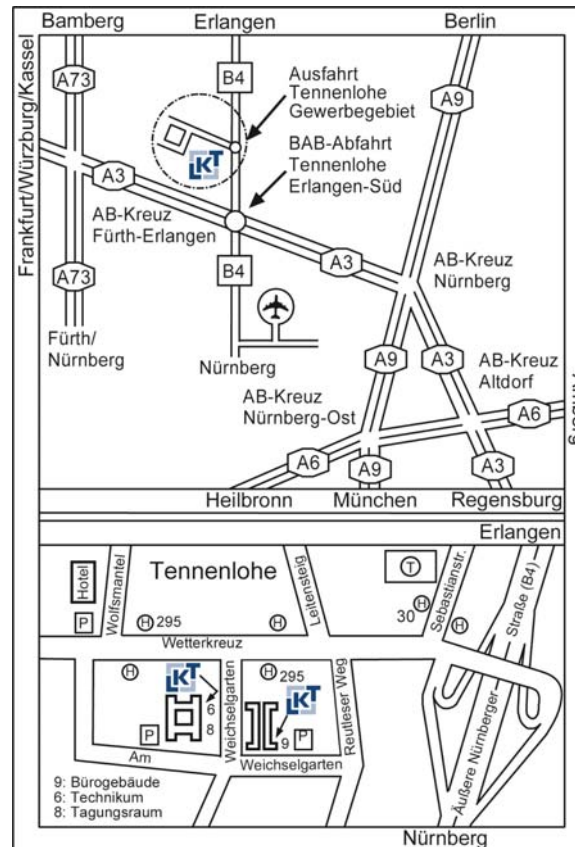 Bamberg
Erlangen
Berlin
Frankfurt/Würzburg/Kassel
A73
B4
A9
Ausfahrt
Tennenlohe
Gewerbegebiet
LKT
BAB-Abfahrt
Tennenlohe
Erlangen-Süd
A3
AB-Kreuz
Fürth-Erlangen
A3
AB-Kreuz
Nürnberg
A73
B4
Fürth/
Nürnberg
Nürnberg
A9
A3
AB-Kreuz
Altdorf
AB-Kreuz
Nürnberg-Ost
A6
A6
A9
A3
Heilbronn
München
Regensburg
Erlangen
Hotel
P
Wolfsmantel
Tennenlohe
Leitensteig
T
Sebastianstr.
Straße (B4)
H 295
H
30 H
H
Wetterkreuz
H
LKT
6
8
Weichselgarten
H 295
LKT
9
P
Reutleser Weg
P
Am
Weichselgarten
Äußere Nürnberger
9: Bürogebäude
6: Technikum
8: Tagungsraum
Nürnberg